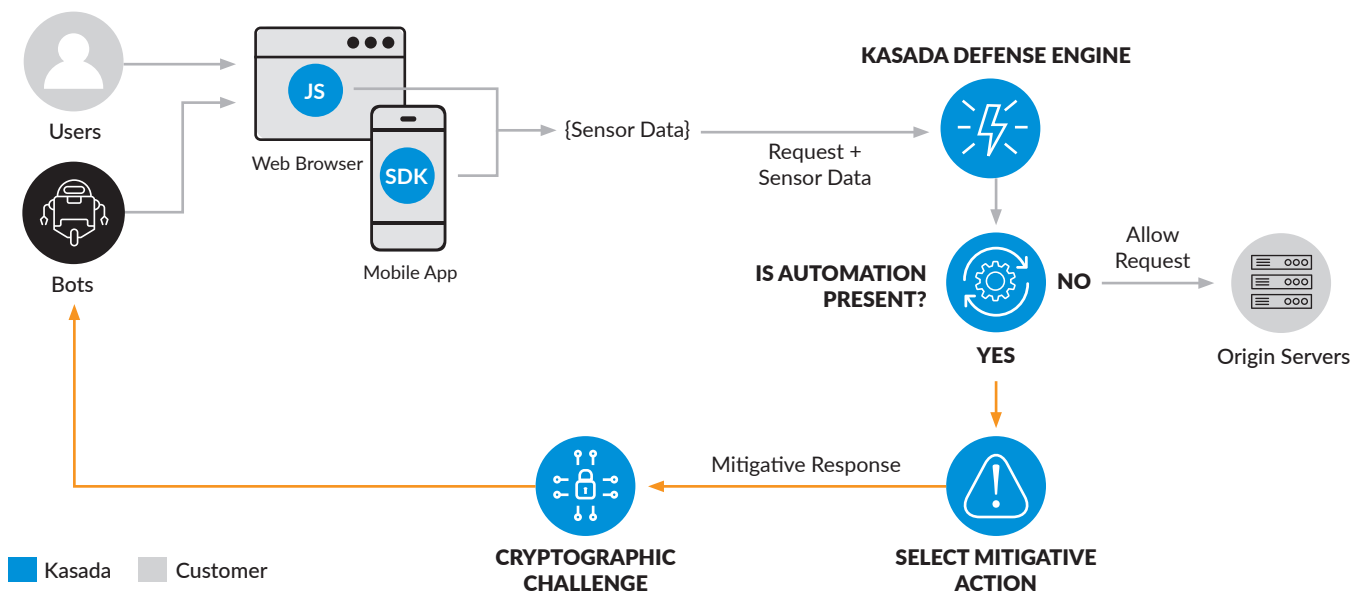 Users
Bots
JS
Web Browser
SDK
Mobile App
{Sensor Data}
Request +
Sensor Data
KASADA DEFENSE ENGINE
IS AUTOMATION
PRESENT?
NO
YES
Allow
Request
Origin Servers
SELECT MITIGATIVE
ACTION
Mitigative Response
CRYPTOGRAPHIC
CHALLENGE
Kasada
Customer